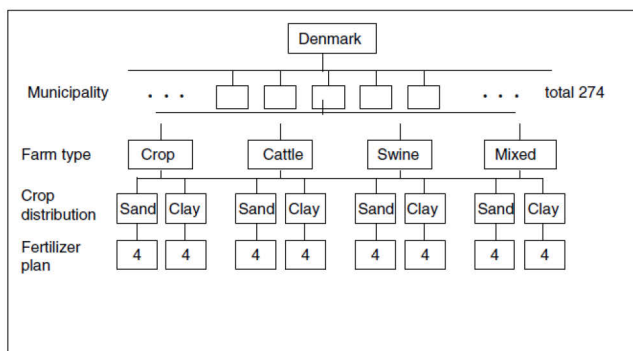 Denmark
Municipality . . . . . . total 274
Farm type Crop Cattle Swine Mixed
Crop
distribution Sand Clay Sand Clay Sand Clay Sand Clay
Fertilizer
plan 4 4 4 4 4 4 4 4